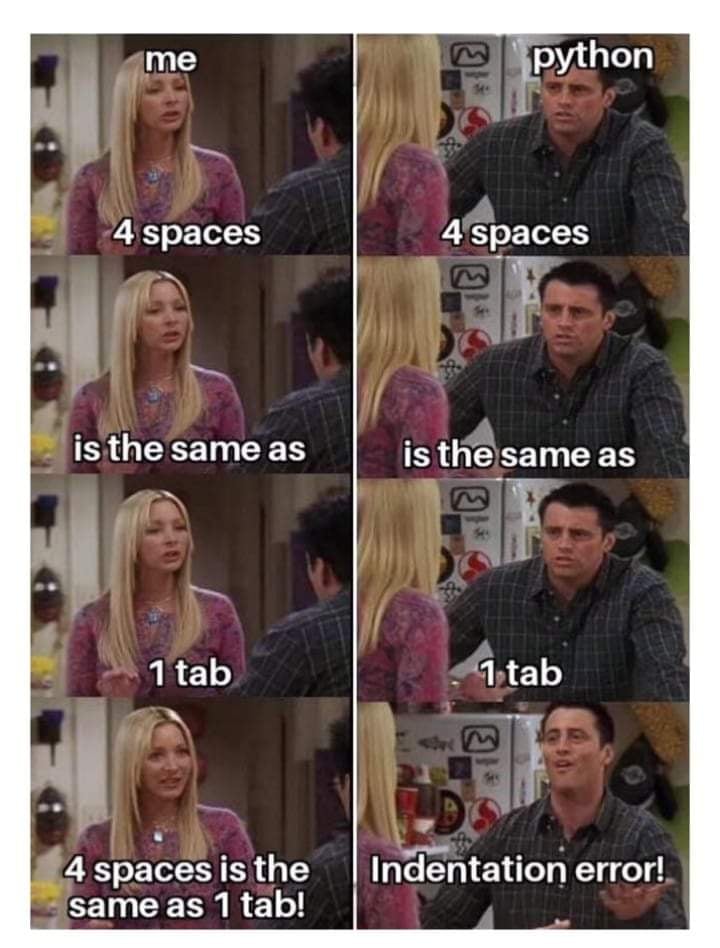 me
python
4 spaces
4 spaces
is the same as
is the same as
1 tab
1 tab
4 spaces is the
same as 1 tab!
Indentation error!